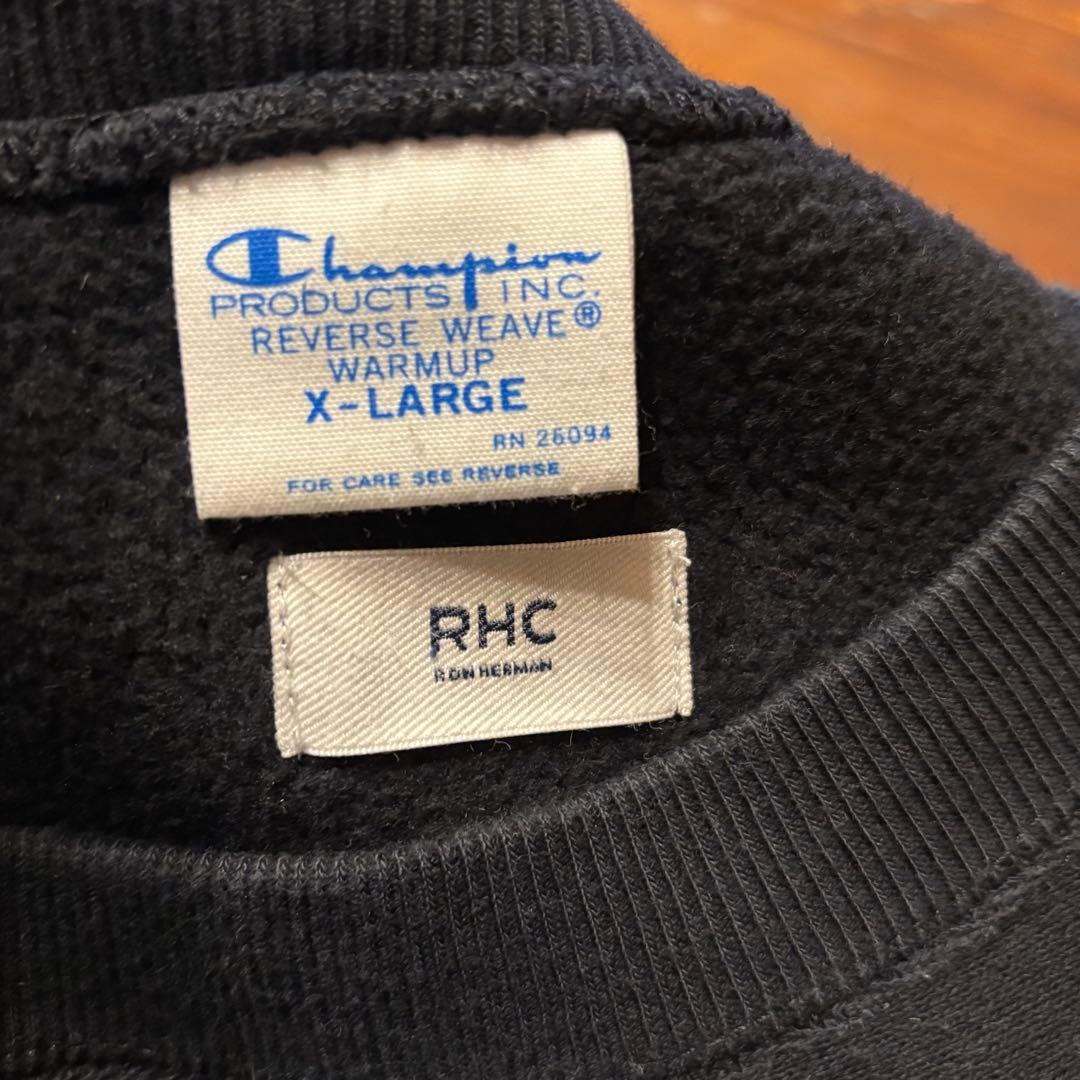 Champion
PRODUCTS INC.
REVERSE WEAVE®
WARMUP
X-LARGE
RN 26094
FOR CARE SEE REVERSE
RHC
RON HERMAN